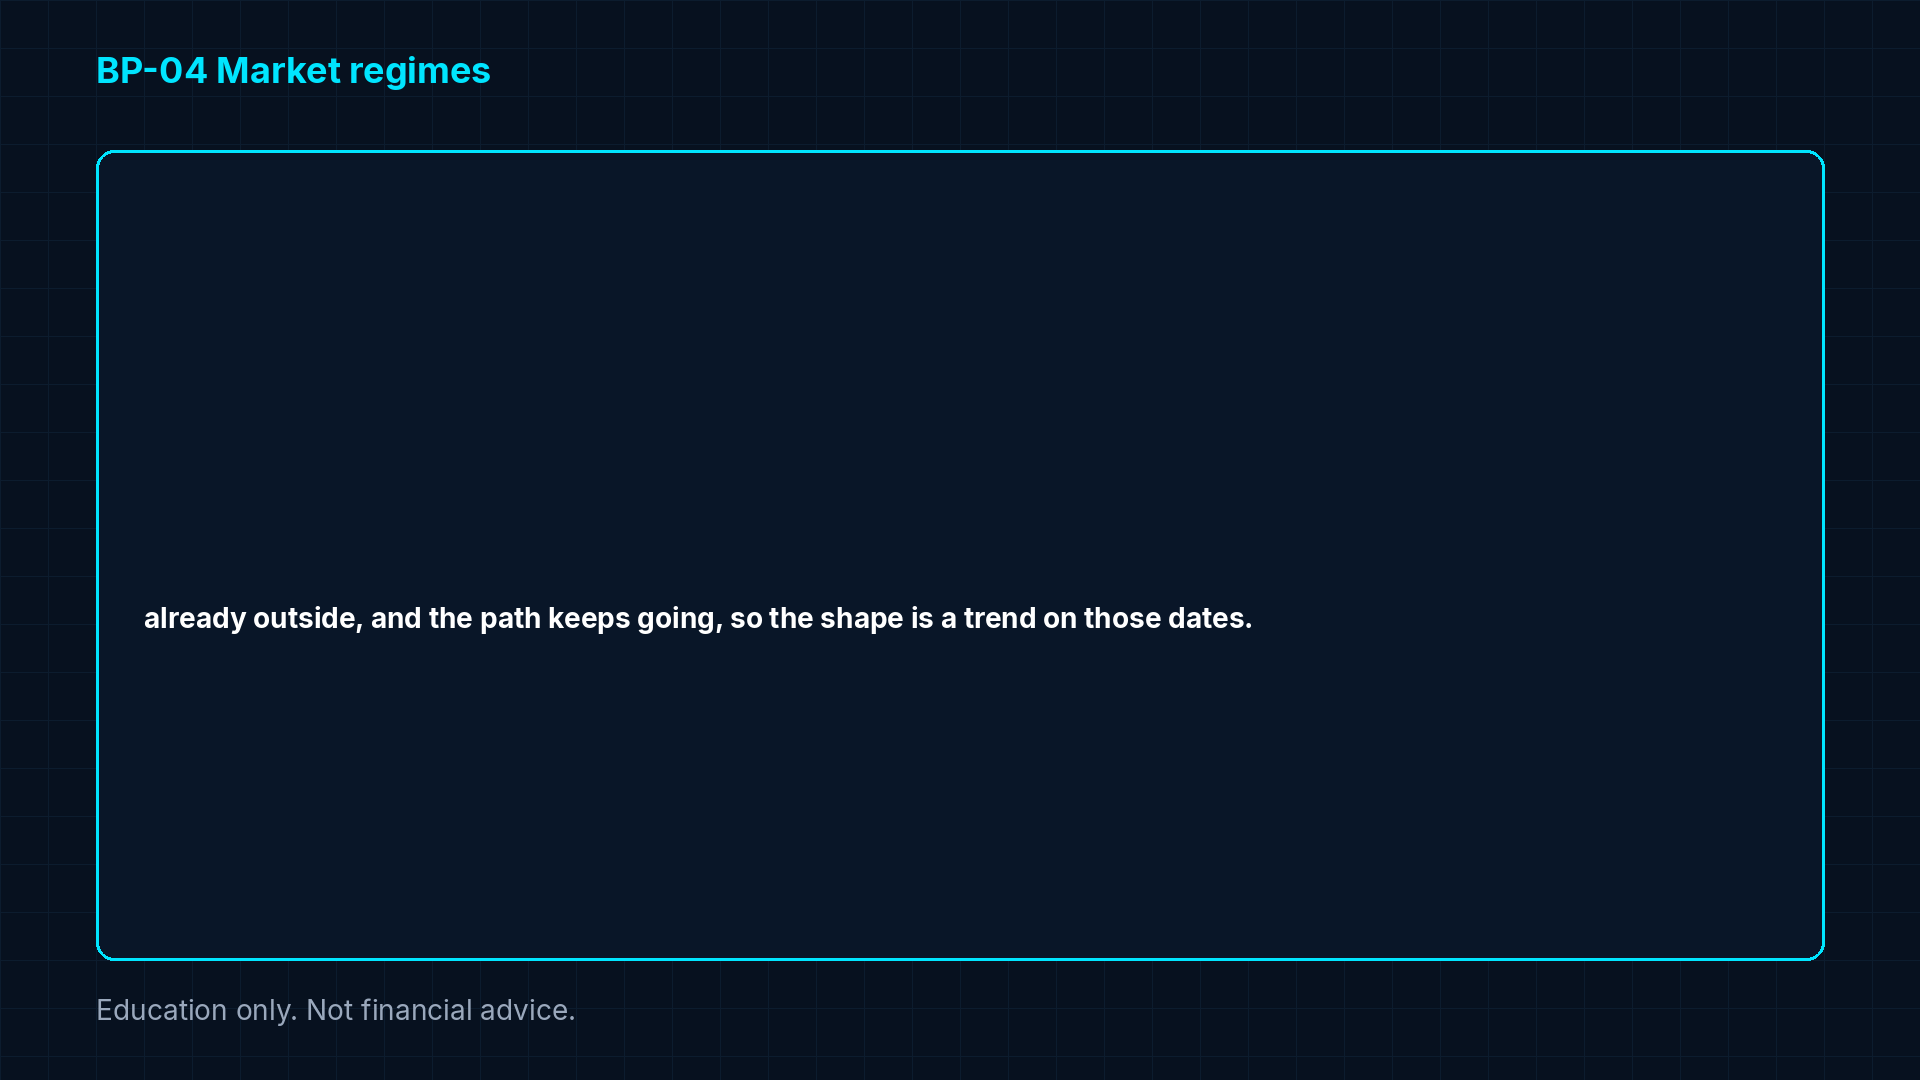 BP-04 Market regimes
already outside, and the path keeps going, so the shape is a trend on those dates.
Education only. Not financial advice.